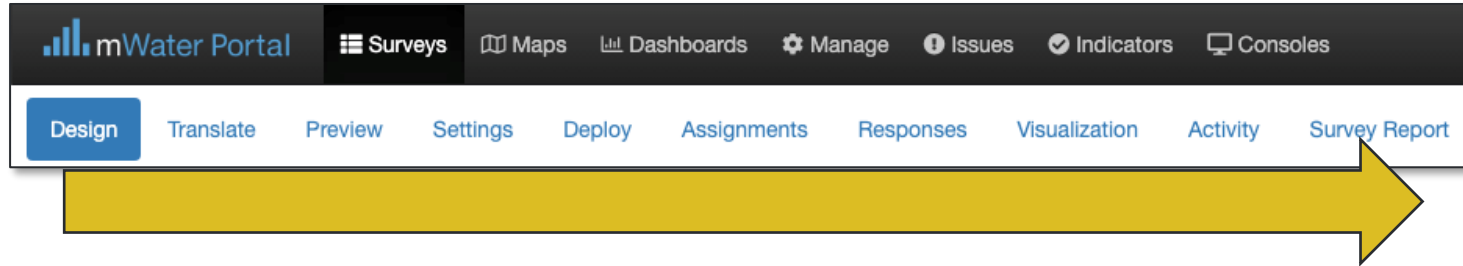 mWater Portal Surveys Maps Dashboards Manage Issues Indicators Consoles
Design Translate Preview Settings Deploy Assignments Responses Visualization Activity Survey Report